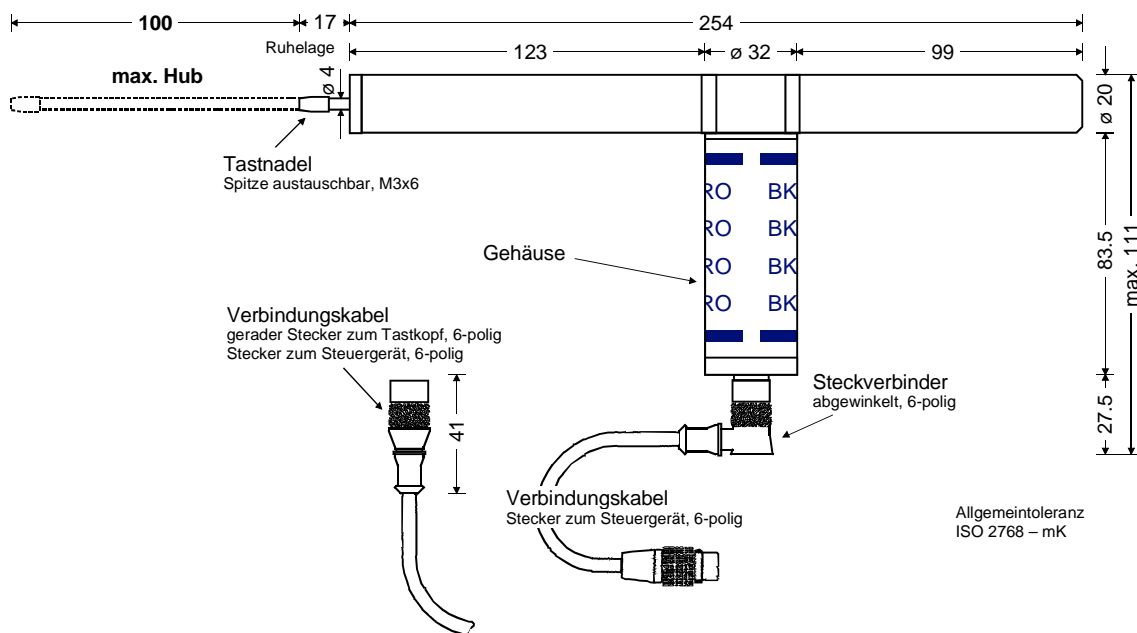 100
17
254
Ruhelage
123
ø 32
99
max. Hub
ø 4
ø 20
Tastnadel
Spitze austauschbar, M3x6
RO BK
RO BK
RO BK
RO BK
Gehäuse
83.5
max. 111
Verbindungskabel
gerader Stecker zum Tastkopf, 6-polig
Stecker zum Steuergerät, 6-polig
Steckverbinder
abgewinkelt, 6-polig
27.5
41
Verbindungskabel
Stecker zum Steuergerät, 6-polig
Allgemeintoleranz
ISO 2768 – mK